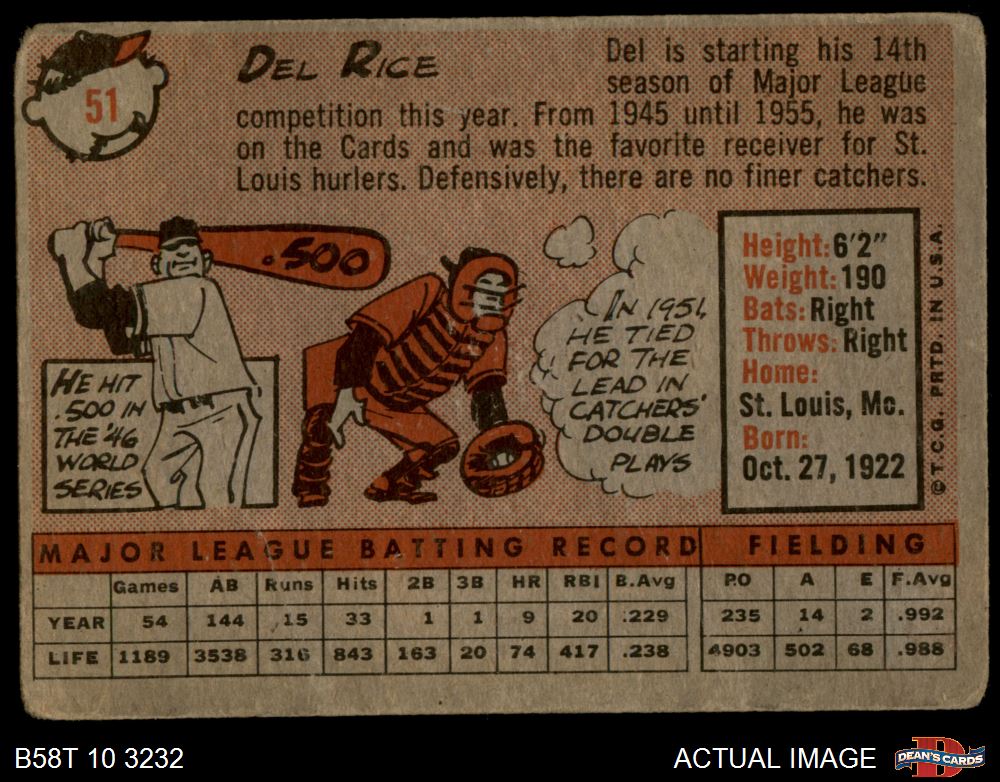 51
DEL RICE
Del is starting his 14th
season of Major League
competition this year. From 1945 until 1955, he was
on the Cards and was the favorite receiver for St.
Louis hurlers. Defensively, there are no finer catchers.
.500
HE HIT
.500 IN
THE '46
WORLD
SERIES
IN 1951,
HE TIED
FOR THE
LEAD IN
CATCHERS'
DOUBLE
PLAYS
Height: 6'2"
Weight: 190
Bats: Right
Throws: Right
Home:
St. Louis, Mo.
Born:
Oct. 27, 1922
© T.C.G. PRTD. IN U.S.A.
MAJOR LEAGUE BATTING RECORD FIELDING
Games AB Runs Hits 2B 3B HR RBI B.Avg PO A E F.Avg
YEAR 54 144 15 33 1 1 9 20 .229 235 14 2 .992
LIFE 1189 3538 316 843 163 20 74 417 .238 4903 502 68 .988
B58T 10 3232 ACTUAL IMAGE
D
DEAN'S CARDS